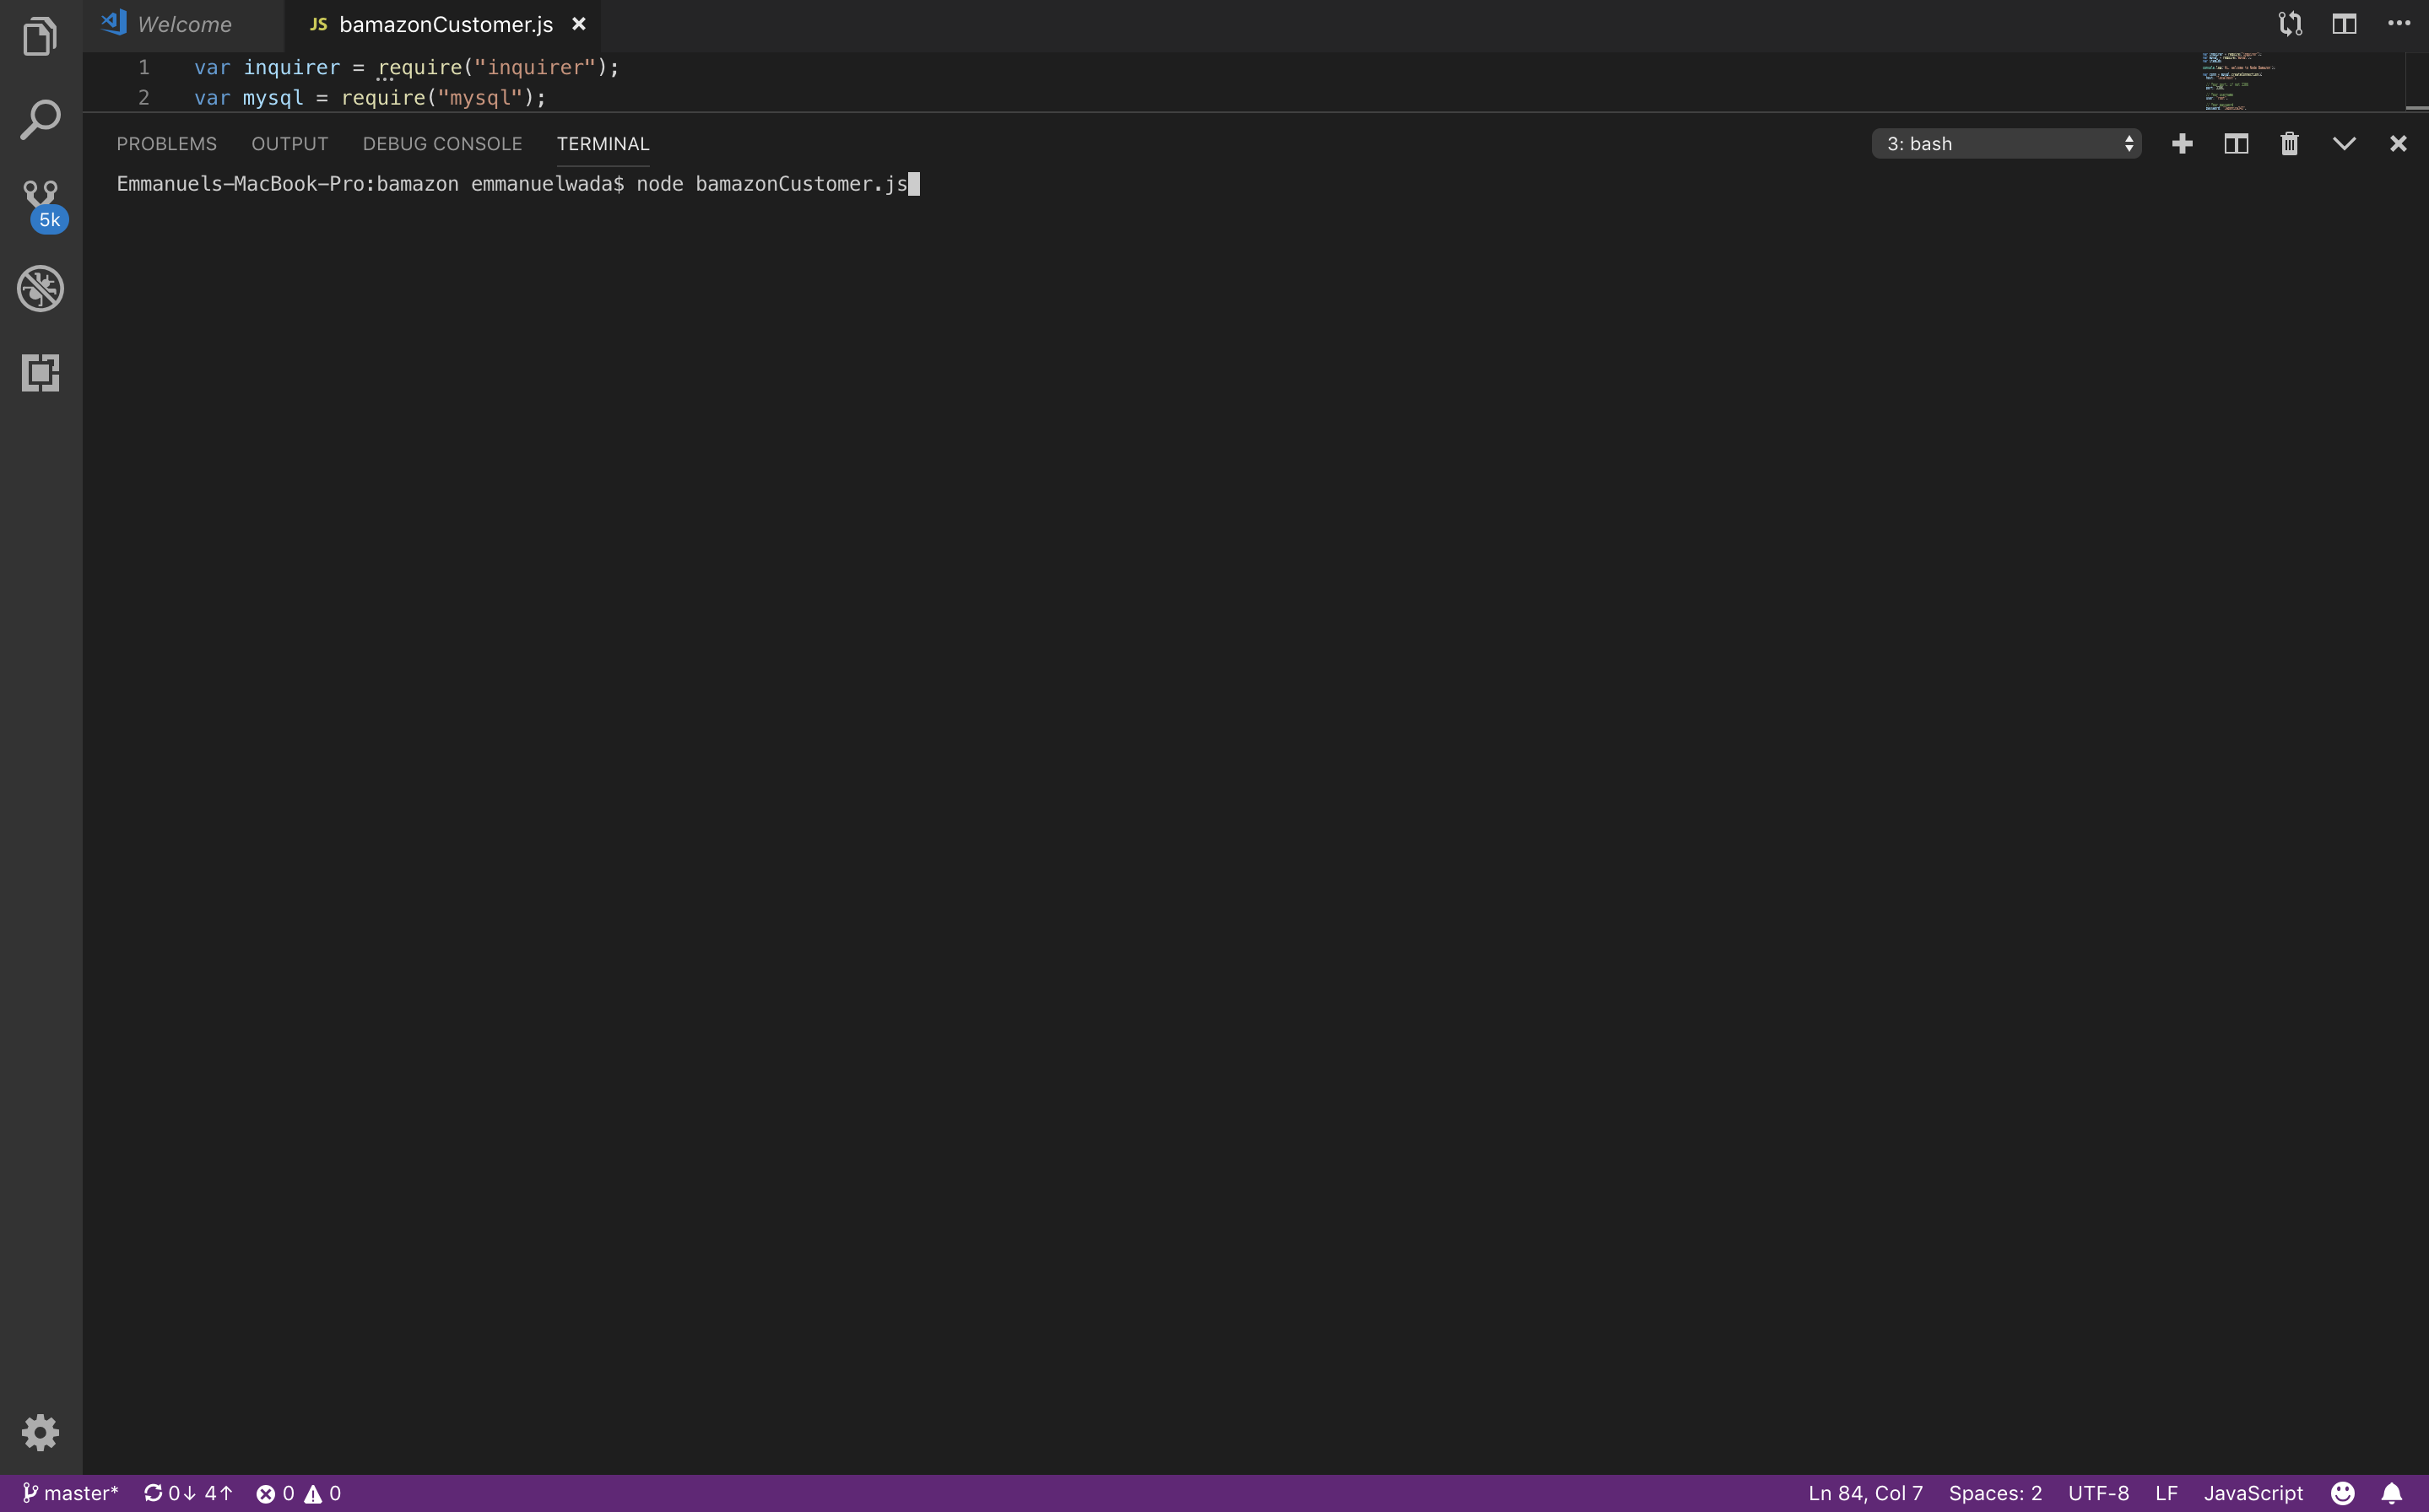 Welcome
JS bamazonCustomer.js
1 var inquirer = require("inquirer");
2 var mysql = require("mysql");
PROBLEMS OUTPUT DEBUG CONSOLE TERMINAL
3: bash
Emmanuels-MacBook-Pro:bamazon emmanuelwada$ node bamazonCustomer.js
5k
master* 0↓ 4↑ 0 0
Ln 84, Col 7 Spaces: 2 UTF-8 LF JavaScript